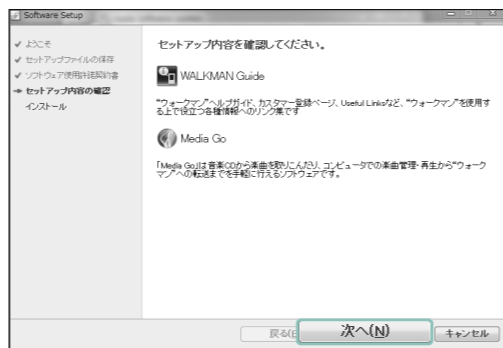 Software Setup
ようこそ
セットアップファイルの保存
ソフトウェア使用許諾契約書
セットアップ内容の確認
インストール
セットアップ内容を確認してください。
WALKMAN Guide
"ウォークマン"ヘルプガイド、カスタマー登録ページ、Useful Linksなど、"ウォークマン"を使用す
る上で役立つ各種情報へのリンク集です
Media Go
「Media Go」は音楽CDから楽曲を取りこんだり、コンピュータでの楽曲管理・再生から"ウォーク
マン"への転送までを手軽に行えるソフトウェアです。
戻る(
次へ(N)
キャンセル